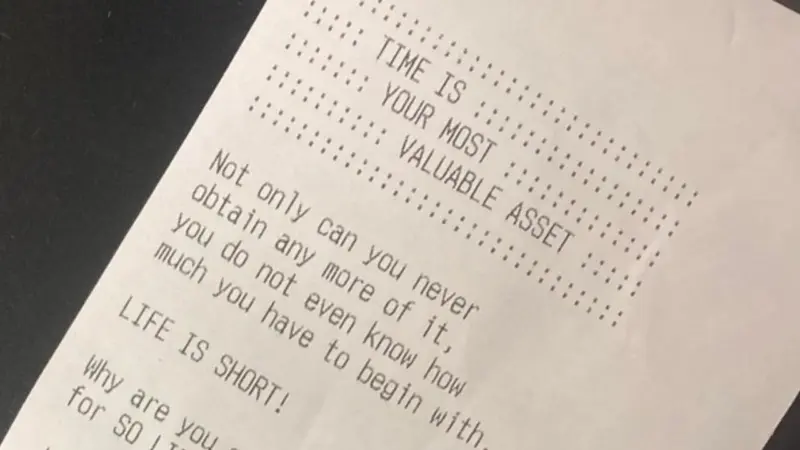 TIME IS
YOUR MOST
VALUABLE ASSET
Not only can you never
obtain any more of it,
you do not even know how
much you have to begin with.
LIFE IS SHORT!
Why are you
for SO